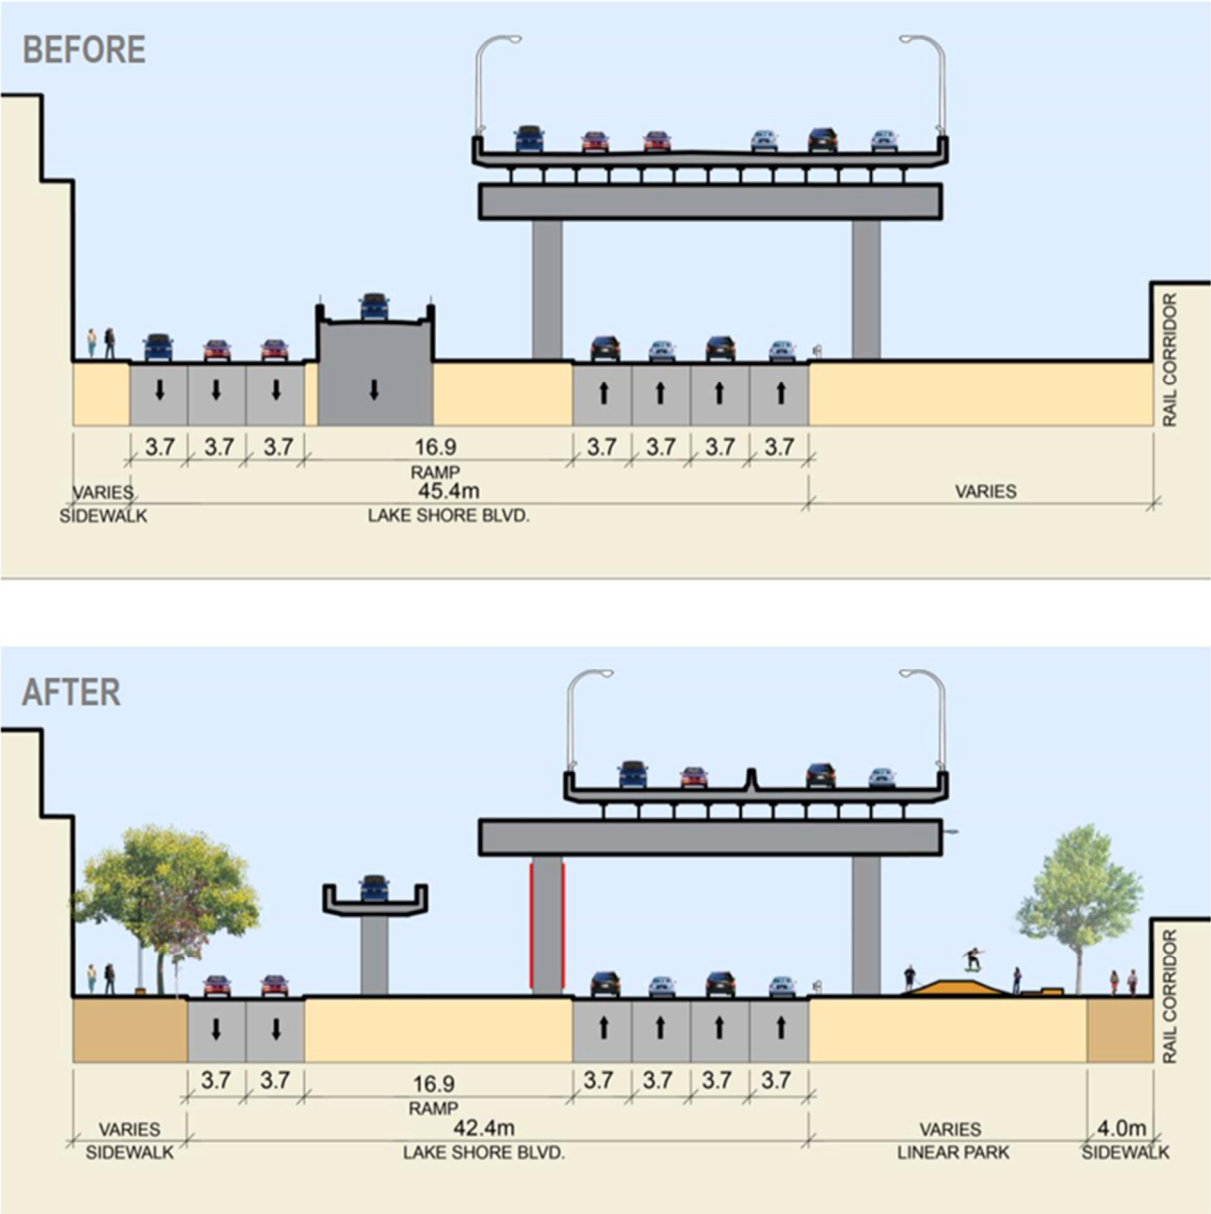 BEFORE
RAIL CORRIDOR
3.7 3.7 3.7 16.9 3.7 3.7 3.7 3.7
RAMP
VARIES 45.4m VARIES
SIDEWALK LAKE SHORE BLVD.
AFTER
RAIL CORRIDOR
3.7 3.7 16.9 3.7 3.7 3.7 3.7
RAMP
VARIES 42.4m VARIES 4.0m
SIDEWALK LAKE SHORE BLVD. LINEAR PARK SIDEWALK